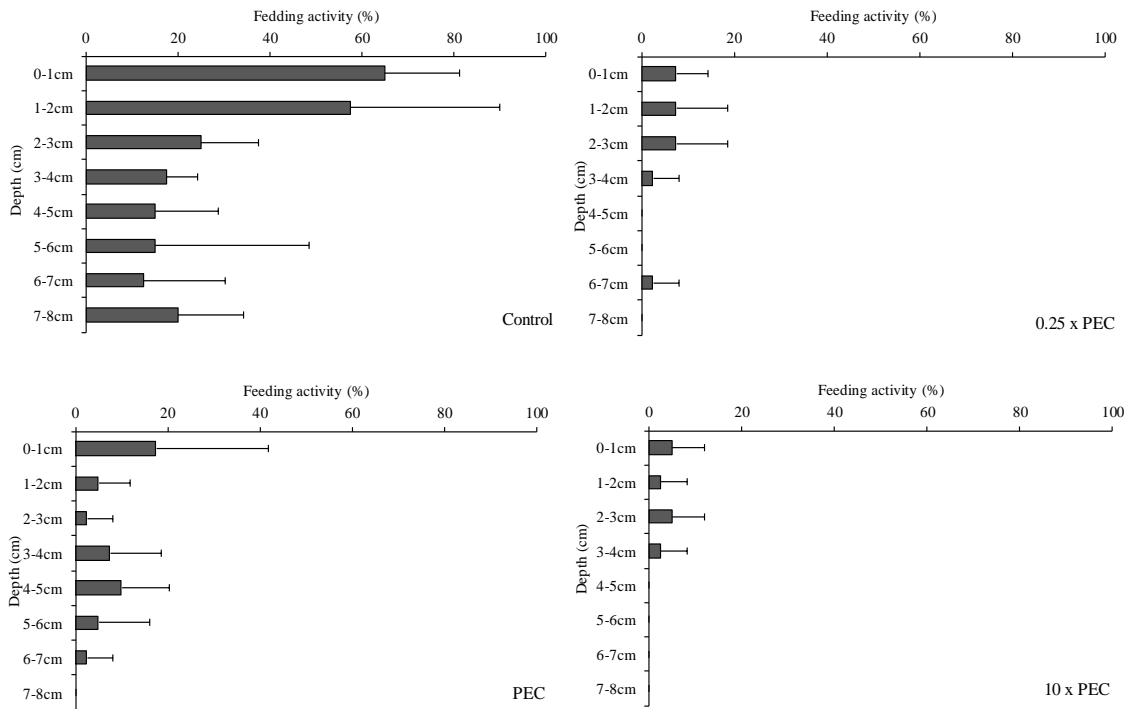 Fedding activity (%)
0 20 40 60 80 100
0-1cm
1-2cm
2-3cm
3-4cm
4-5cm
5-6cm
6-7cm
7-8cm
Depth (cm)
Control
Feeding activity (%)
0 20 40 60 80 100
0-1cm
1-2cm
2-3cm
3-4cm
4-5cm
5-6cm
6-7cm
7-8cm
Depth (cm)
0.25 x PEC
Feeding activity (%)
0 20 40 60 80 100
0-1cm
1-2cm
2-3cm
3-4cm
4-5cm
5-6cm
6-7cm
7-8cm
Depth (cm)
PEC
Feeding activity (%)
0 20 40 60 80 100
0-1cm
1-2cm
2-3cm
3-4cm
4-5cm
5-6cm
6-7cm
7-8cm
Depth (cm)
10 x PEC